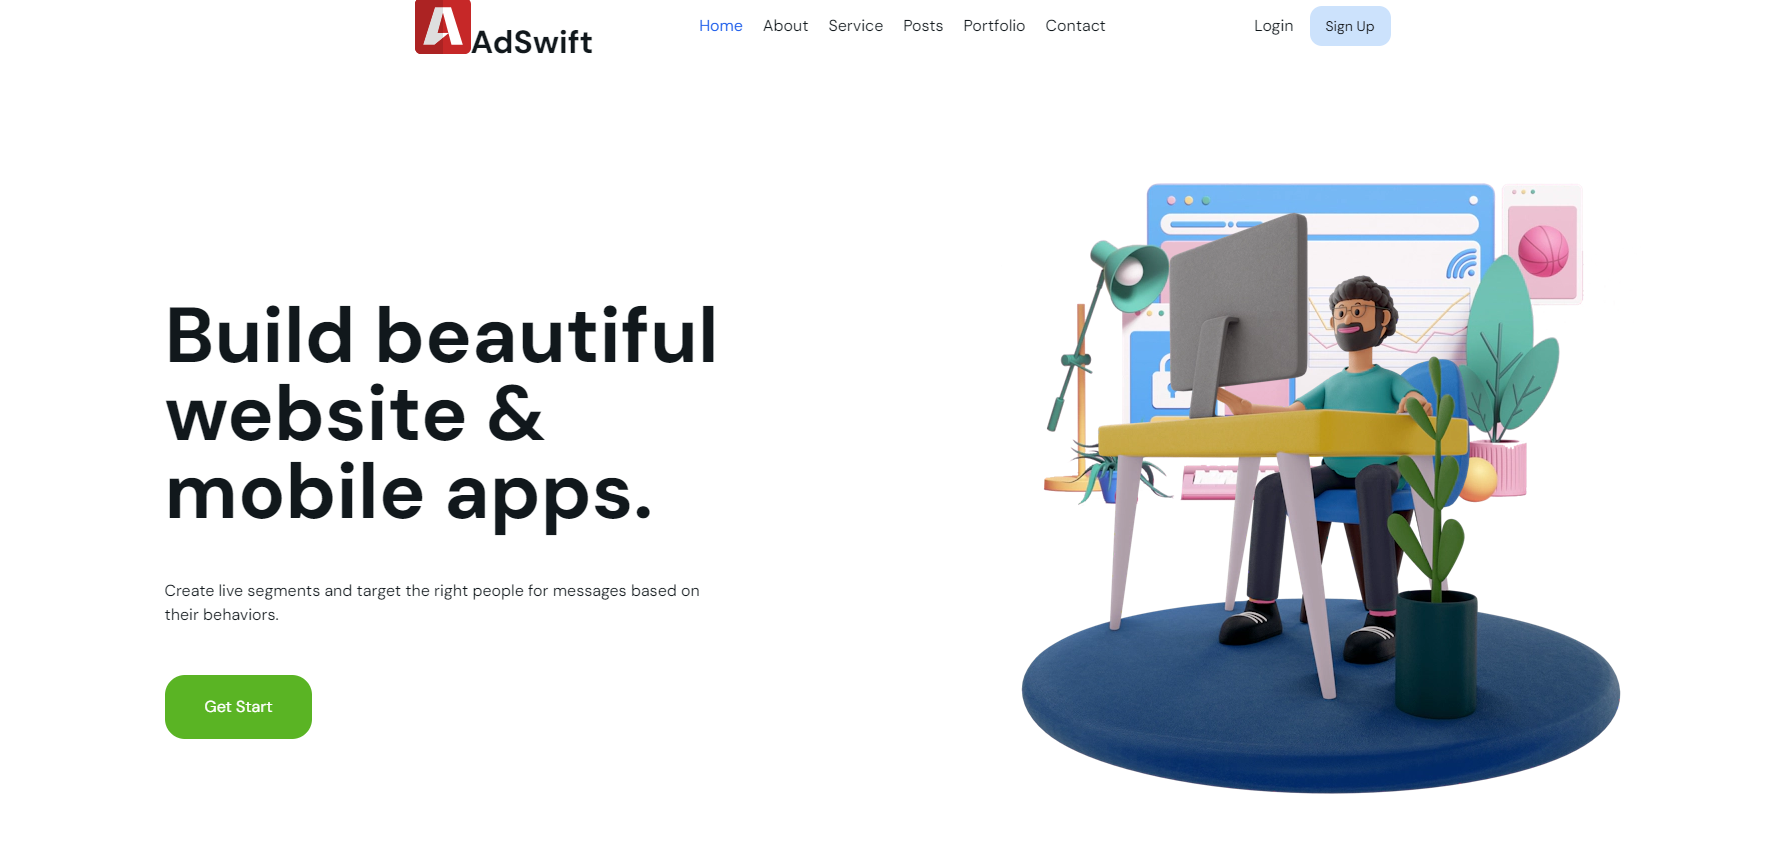 AdSwift
Home About Service Posts Portfolio Contact
Login Sign Up
Build beautiful
website &
mobile apps.
Create live segments and target the right people for messages based on
their behaviors.
Get Start